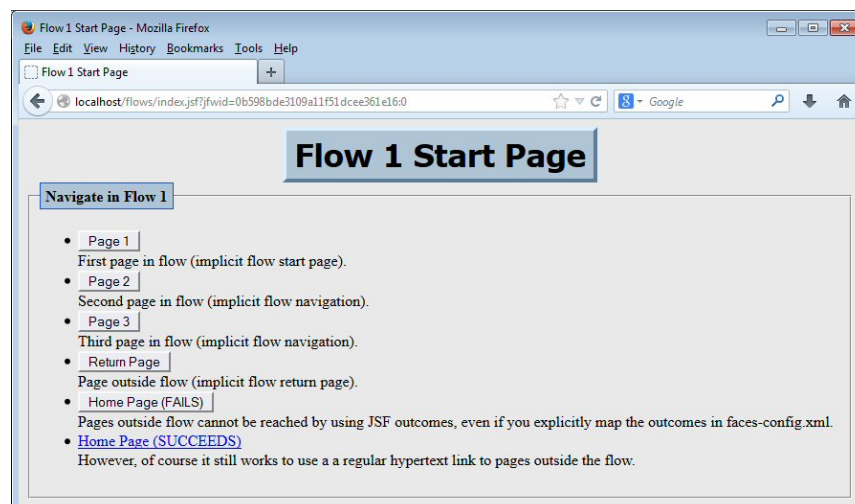 Flow 1 Start Page - Mozilla Firefox
File Edit View History Bookmarks Tools Help
Flow 1 Start Page
localhost/flows/index.jsf?jfwid=0b598bde3109a11f51dcee361e16:0
Google
Flow 1 Start Page
Navigate in Flow 1
Page 1
First page in flow (implicit flow start page).
Page 2
Second page in flow (implicit flow navigation).
Page 3
Third page in flow (implicit flow navigation).
Return Page
Page outside flow (implicit flow return page).
Home Page (FAILS)
Pages outside flow cannot be reached by using JSF outcomes, even if you explicitly map the outcomes in faces-config.xml.
Home Page (SUCCEEDS)
However, of course it still works to use a a regular hypertext link to pages outside the flow.